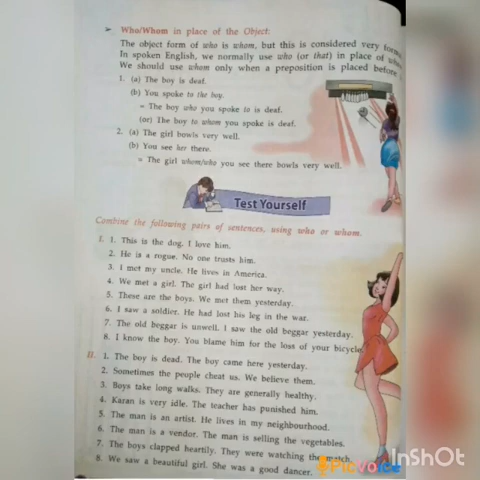 ➢ Who/Whom in place of the Object:
The object form of who is whom, but this is considered very formal
In spoken English, we normally use who (or that) in place of whom
We should use whom only when a preposition is placed before
1. (a) The boy is deaf.
(b) You spoke to the boy.
= The boy who you spoke to is deaf.
(or) The boy to whom you spoke is deaf.
2. (a) The girl bowls very well.
(b) You see her there.
= The girl whom/who you see there bowls very well.
Test Yourself
Combine the following pairs of sentences, using who or whom.
I. 1. This is the dog. I love him.
2. He is a rogue. No one trusts him.
3. I met my uncle. He lives in America.
4. We met a girl. The girl had lost her way.
5. These are the boys. We met them yesterday.
6. I saw a soldier. He had lost his leg in the war.
7. The old beggar is unwell. I saw the old beggar yesterday.
8. I know the boy. You blame him for the loss of your bicycle
II. 1. The boy is dead. The boy came here yesterday.
2. Sometimes the people cheat us. We believe them.
3. Boys take long walks. They are generally healthy.
4. Karan is very idle. The teacher has punished him.
5. The man is an artist. He lives in my neighbourhood.
6. The man is a vendor. The man is selling the vegetables.
7. The boys clapped heartily. They were watching the match.
8. We saw a beautiful girl. She was a good dancer.
Picvoice
InShOt